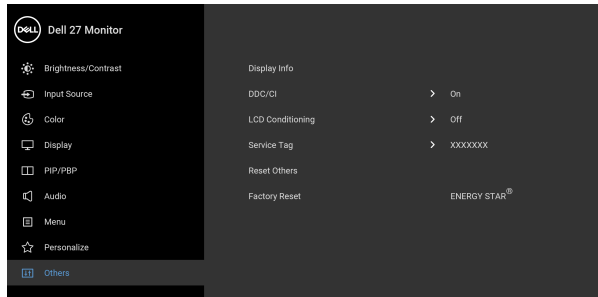 DELL Dell 27 Monitor
Brightness/Contrast
Input Source
Color
Display
PIP/PBP
Audio
Menu
Personalize
Others
Display Info
DDC/CI On
LCD Conditioning Off
Service Tag XXXXXXX
Reset Others
Factory Reset ENERGY STAR®